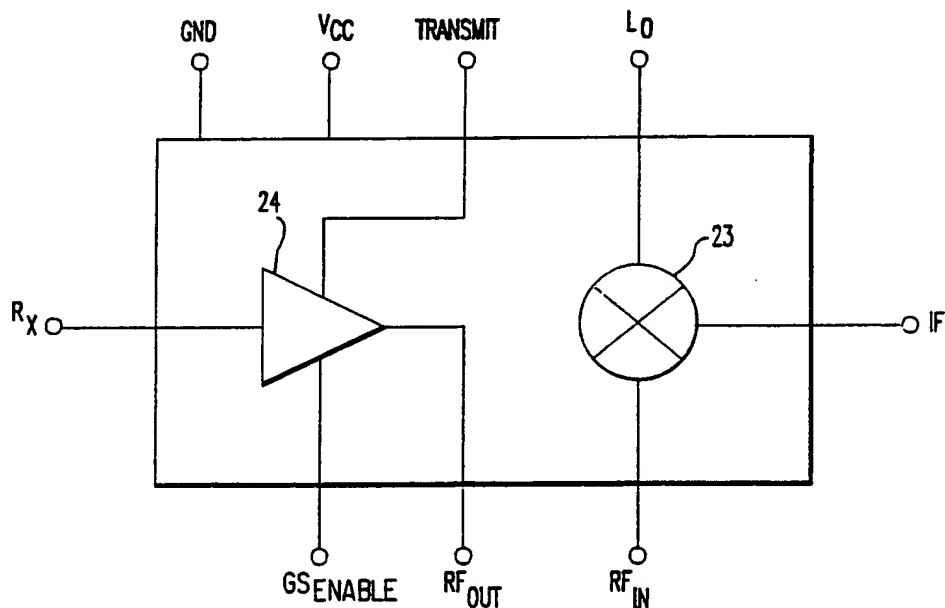 GND VCC TRANSMIT LO
24
23
RX IF
GSENABLE RFOUT RFIN